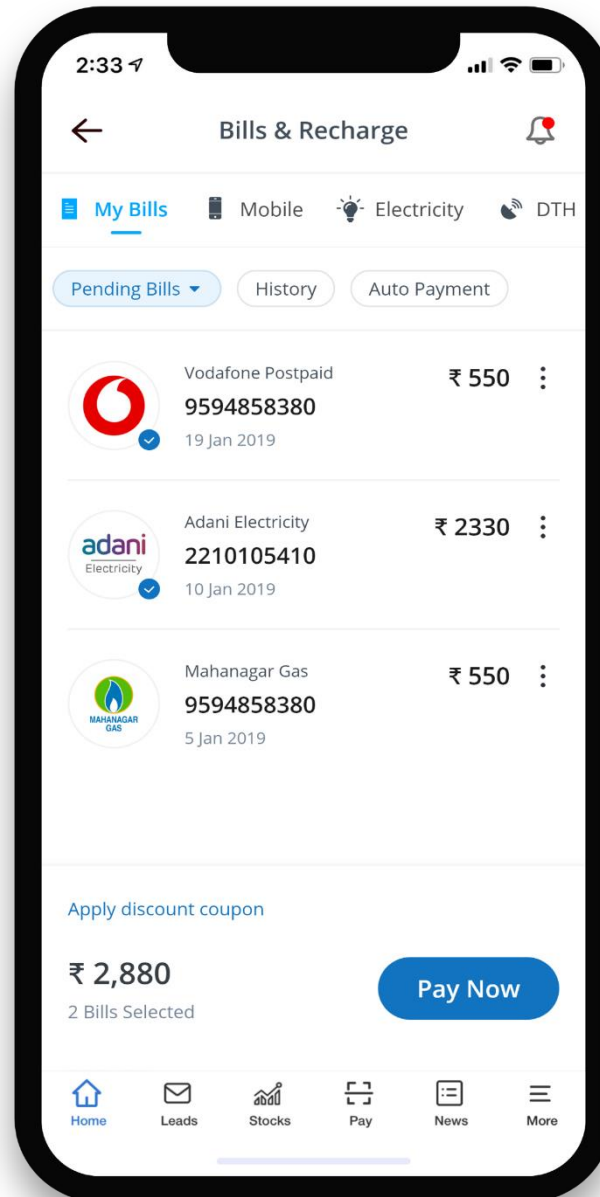 2:33
Bills & Recharge
My Bills Mobile Electricity DTH
Pending Bills History Auto Payment
Vodafone Postpaid
₹ 550
9594858380
19 Jan 2019
adani
Electricity
Adani Electricity
₹ 2330
2210105410
10 Jan 2019
MAHANAGAR
GAS
Mahanagar Gas
₹ 550
9594858380
5 Jan 2019
Apply discount coupon
₹ 2,880
2 Bills Selected
Pay Now
Home Leads Stocks Pay News More